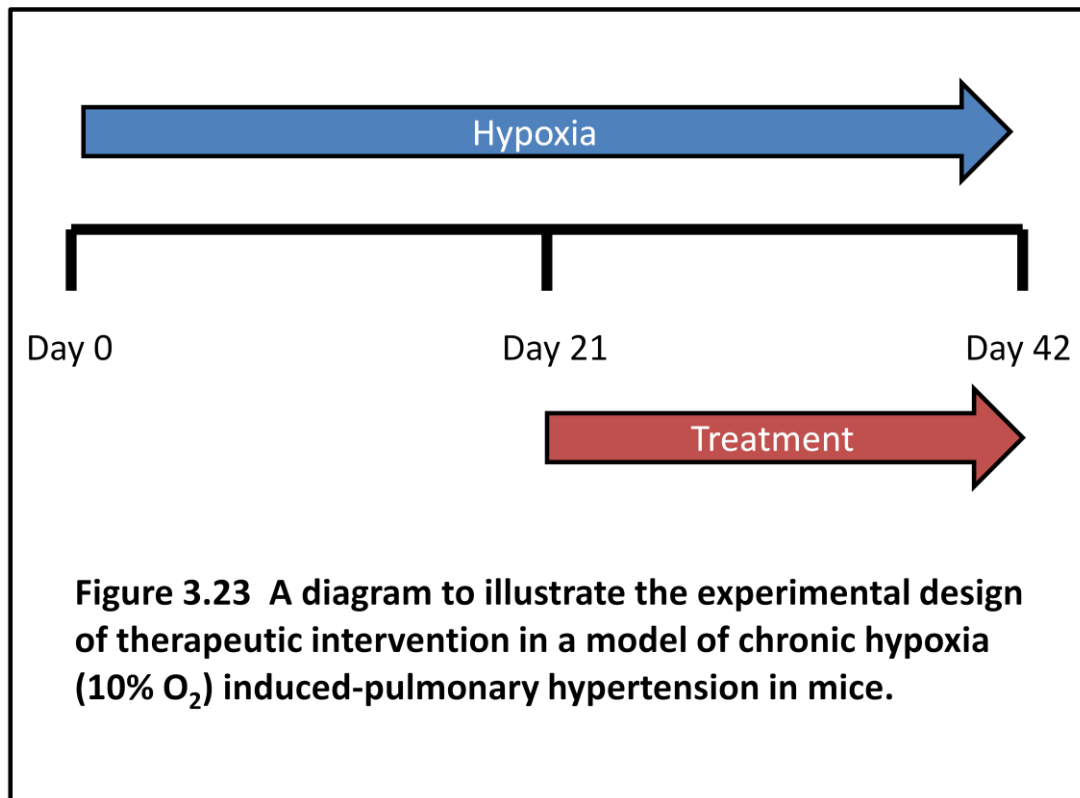 Hypoxia
Day 0 Day 21 Day 42
Treatment
Figure 3.23 A diagram to illustrate the experimental design
of therapeutic intervention in a model of chronic hypoxia
(10% O₂) induced-pulmonary hypertension in mice.